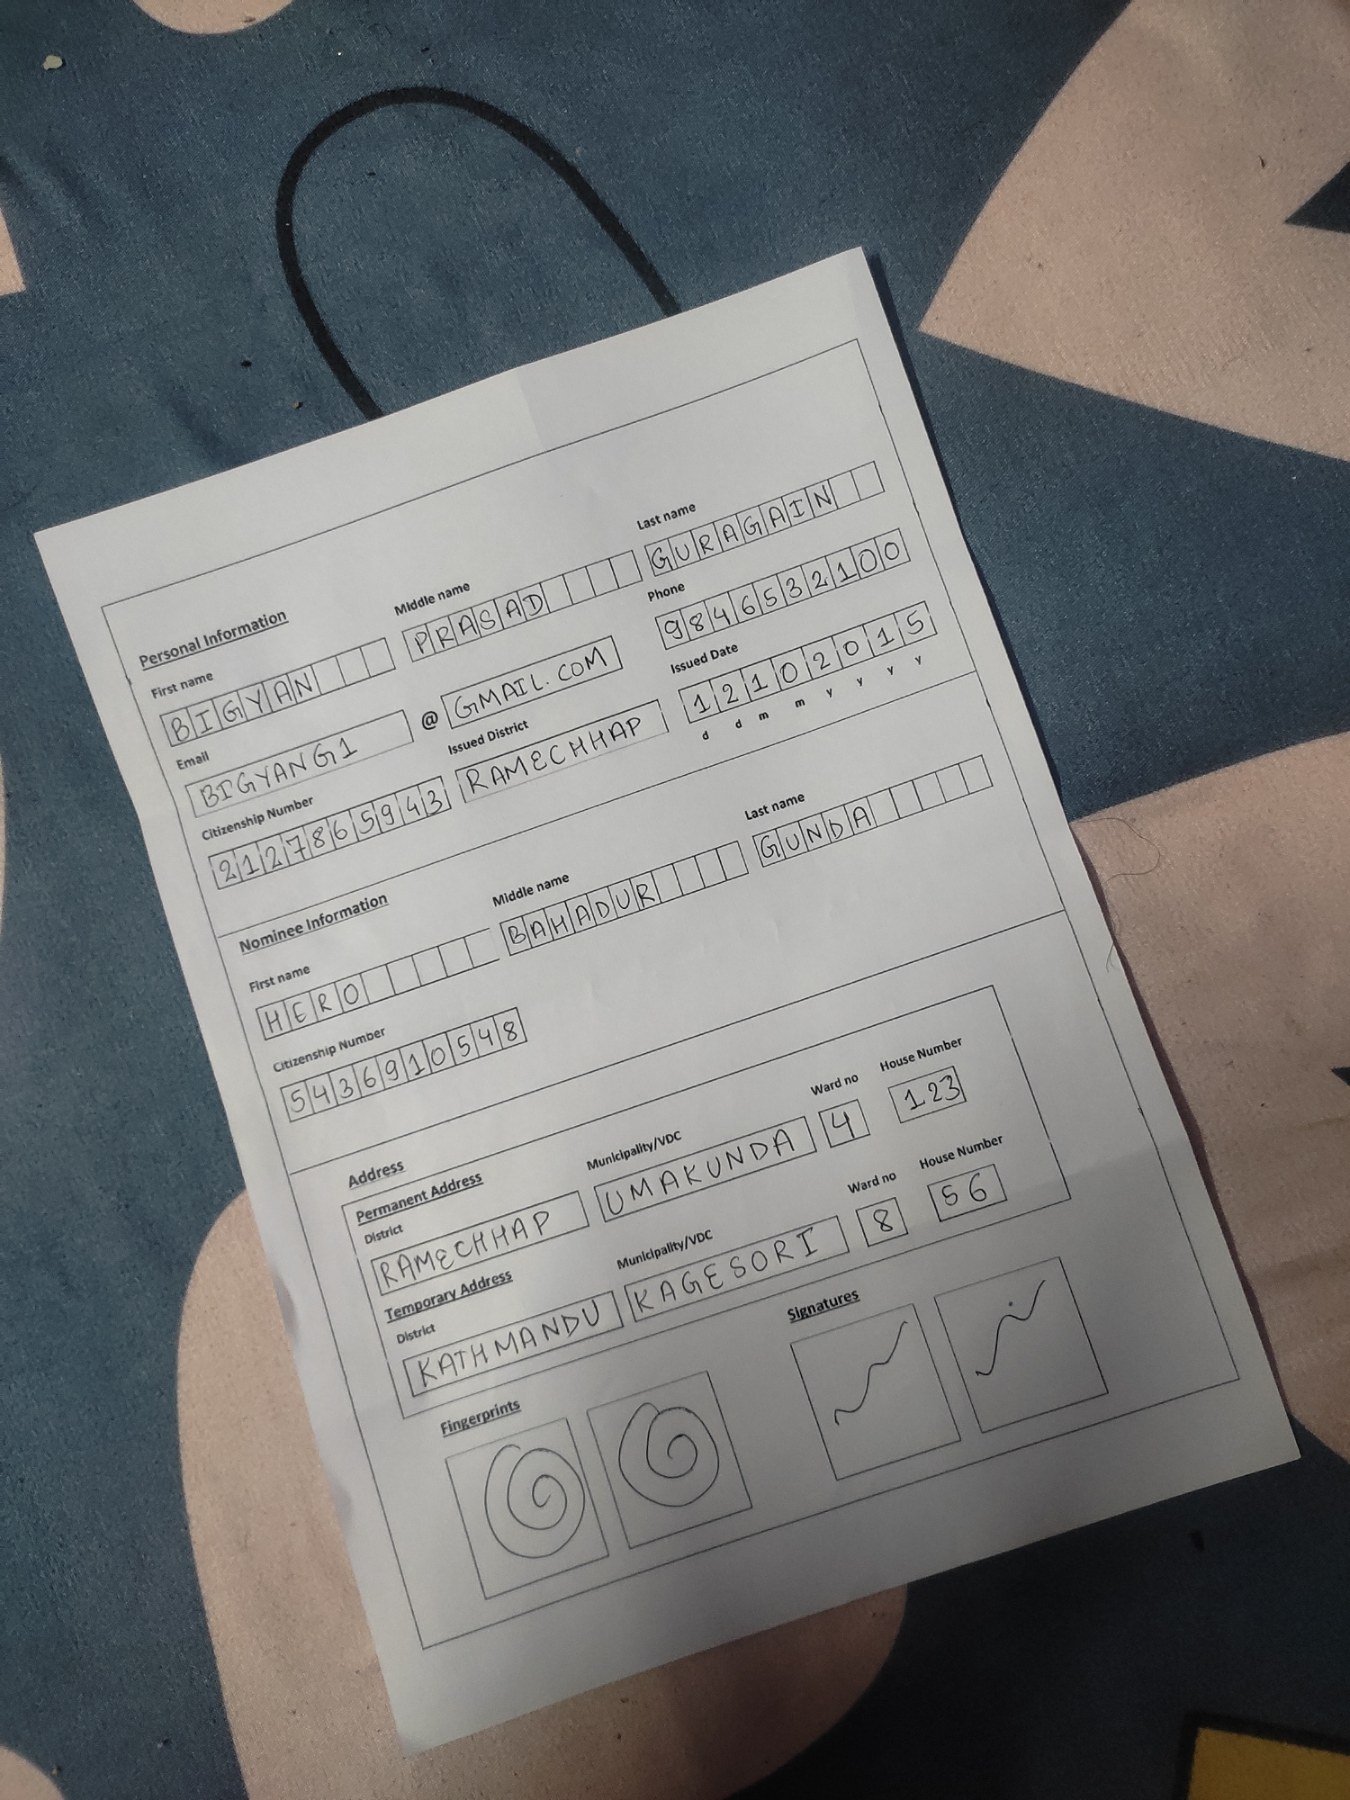 Personal Information
First name Middle name Last name
BIGYAN PRASAD GURAGAIN
Email Phone
BIGYANG1 @ GMAIL.COM 9846532100
Citizenship Number Issued District Issued Date
2127865943 RAMECHHAP 12102015
d d m m y y y y
Nominee Information
First name Middle name Last name
HERO BAHADUR GUNDA
Citizenship Number
5436910548
Address
Permanent Address
District Municipality/VDC Ward no House Number
RAMECHHAP UMAKUNDA 4 123
Temporary Address
District Municipality/VDC Ward no House Number
KATHMANDU KAGESORI 8 56
Fingerprints Signatures